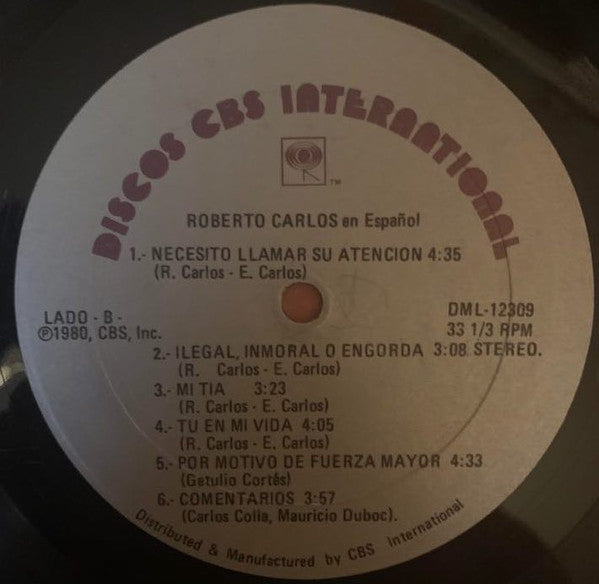 DISCOS CBS INTERNATIONAL
TM
ROBERTO CARLOS en Español
1.- NECESITO LLAMAR SU ATENCION 4:35
(R. Carlos - E. Carlos)
LADO - B -
℗1980, CBS, Inc.
DML-12309
33 1/3 RPM
STEREO.
2.- ILEGAL, INMORAL O ENGORDA 3:08
(R. Carlos - E. Carlos)
3.- MI TIA 3:23
(R. Carlos - E. Carlos)
4.- TU EN MI VIDA 4:05
(R. Carlos - E. Carlos)
5.- POR MOTIVO DE FUERZA MAYOR 4:33
(Getulio Cortés)
6.- COMENTARIOS 3:57
(Carlos Colla, Mauricio Duboc).
Distributed & Manufactured by CBS International